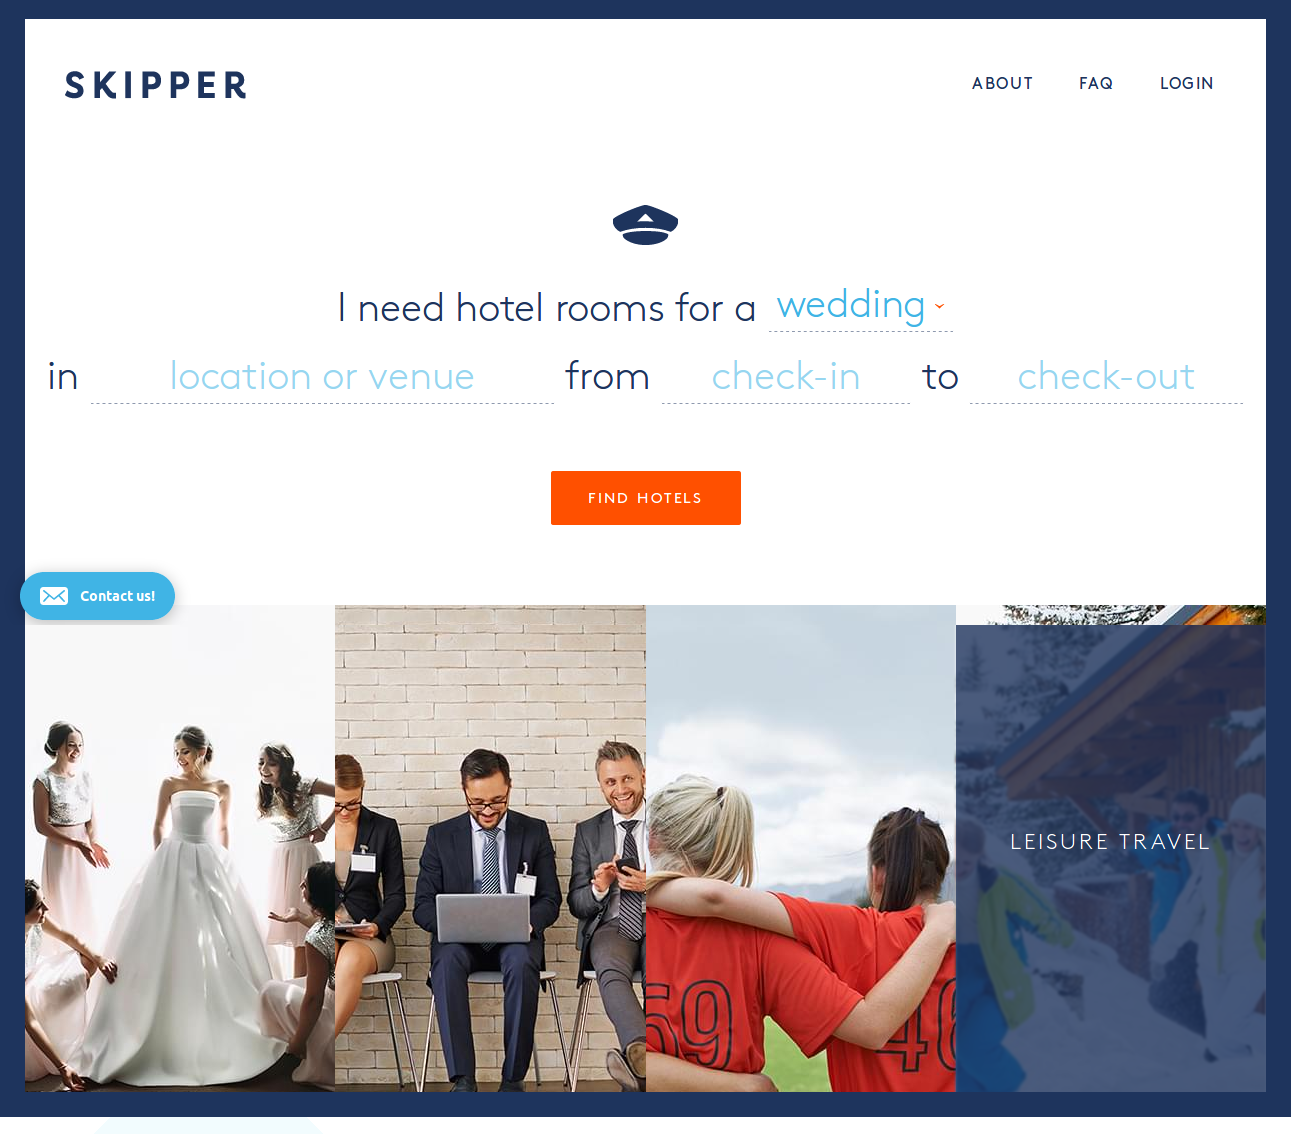 SKIPPER
ABOUT FAQ LOGIN
I need hotel rooms for a wedding
in location or venue from check-in to check-out
FIND HOTELS
Contact us!
LEISURE TRAVEL
59
46